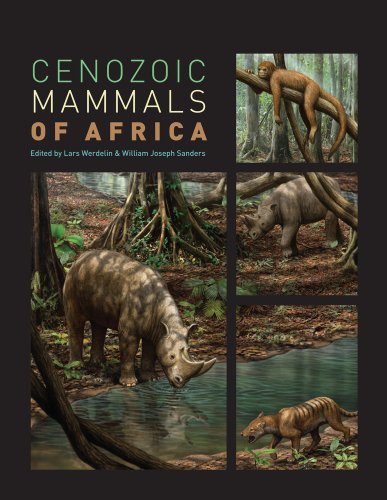 CENOZOIC
MAMMALS
OF AFRICA
Edited by Lars Werdelin & William Joseph Sanders